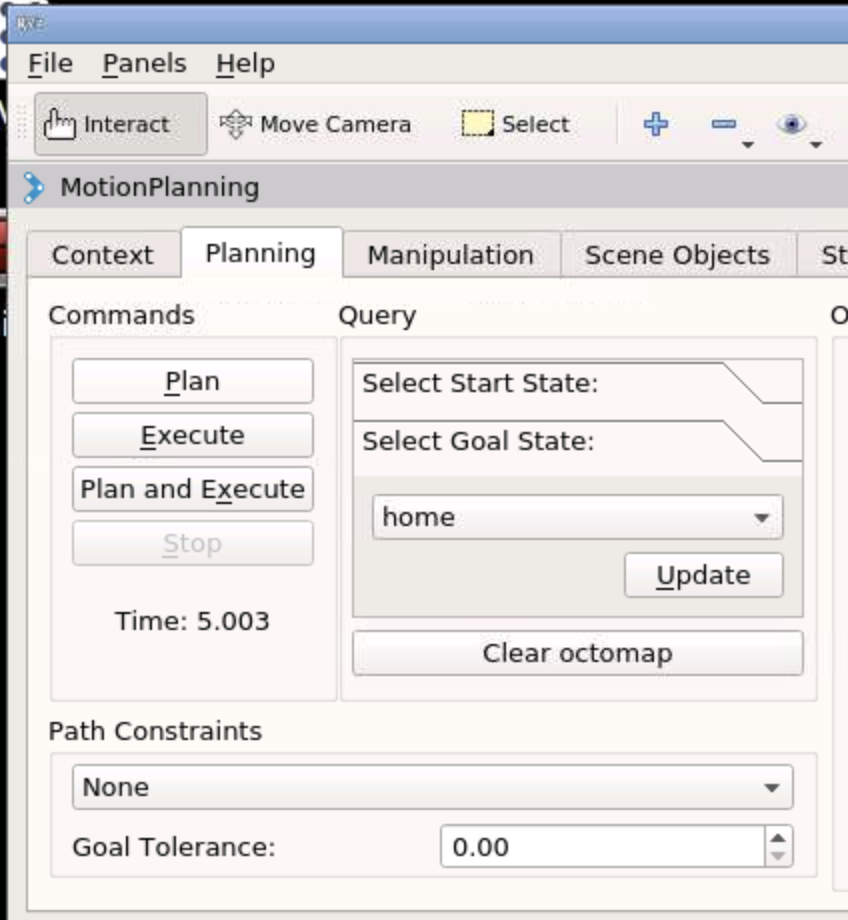 File Panels Help
Interact Move Camera Select
MotionPlanning
Context Planning Manipulation Scene Objects St
Commands
Plan
Execute
Plan and Execute
Stop
Time: 5.003
Query
Select Start State:
Select Goal State:
home
Update
Clear octomap
O
Path Constraints
None
Goal Tolerance: 0.00